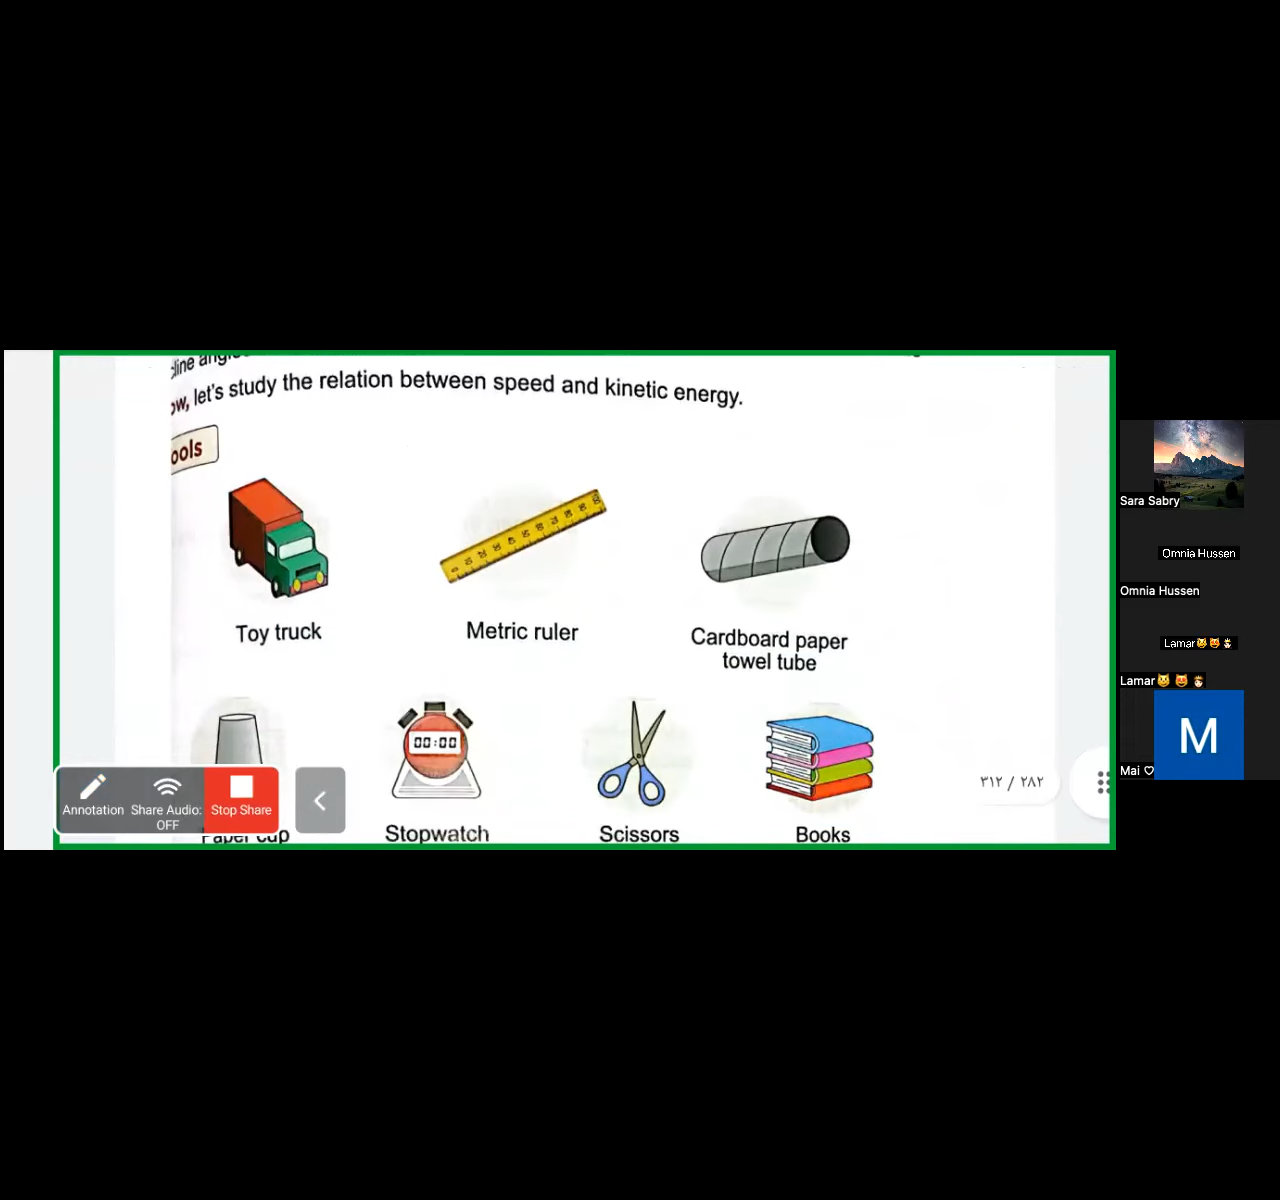 let's study the relation between speed and kinetic energy.
Toy truck
Metric ruler
Cardboard paper
towel tube
00:00
Annotation
Share Audio:
OFF
Stop Share
Paper cup
Stopwatch
Scissors
Books
٣١٢ / ٢٨٢
Sara Sabry
Omnia Hussen
Omnia Hussen
Lamar😼😻🤴🏻
Lamar😼 😻 🤴🏻
M
Mai ♡